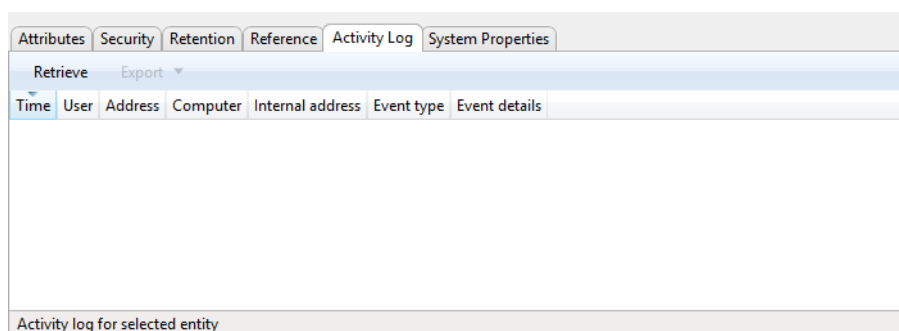 Attributes Security Retention Reference Activity Log System Properties
Retrieve Export
Time User Address Computer Internal address Event type Event details
Activity log for selected entity